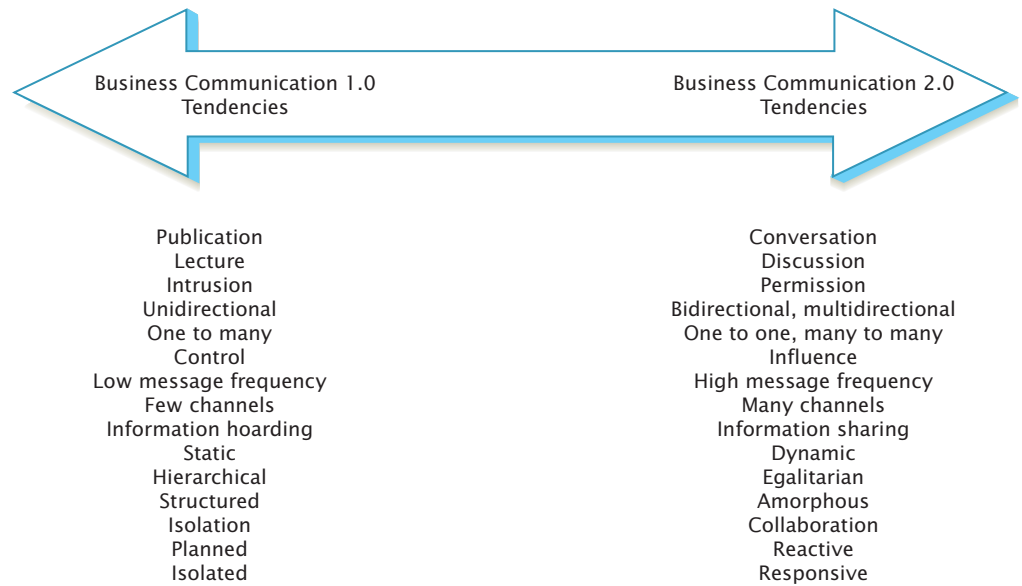 Business Communication 1.0
Tendencies
Business Communication 2.0
Tendencies
Publication
Lecture
Intrusion
Unidirectional
One to many
Control
Low message frequency
Few channels
Information hoarding
Static
Hierarchical
Structured
Isolation
Planned
Isolated
Conversation
Discussion
Permission
Bidirectional, multidirectional
One to one, many to many
Influence
High message frequency
Many channels
Information sharing
Dynamic
Egalitarian
Amorphous
Collaboration
Reactive
Responsive